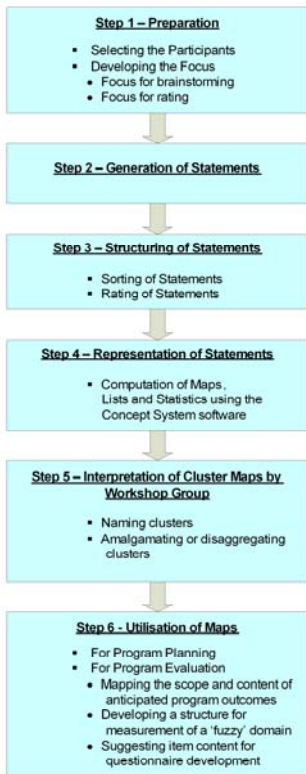 Step 1 – Preparation
▪ Selecting the Participants
▪ Developing the Focus
• Focus for brainstorming
• Focus for rating
Step 2 – Generation of Statements
Step 3 – Structuring of Statements
▪ Sorting of Statements
▪ Rating of Statements
Step 4 – Representation of Statements
▪ Computation of Maps,
Lists and Statistics using the
Concept System software
Step 5 – Interpretation of Cluster Maps by
Workshop Group
▪ Naming clusters
▪ Amalgamating or disaggregating
clusters
Step 6 - Utilisation of Maps
▪ For Program Planning
▪ For Program Evaluation
• Mapping the scope and content of
anticipated program outcomes
• Developing a structure for
measurement of a 'fuzzy' domain
• Suggesting item content for
questionnaire development